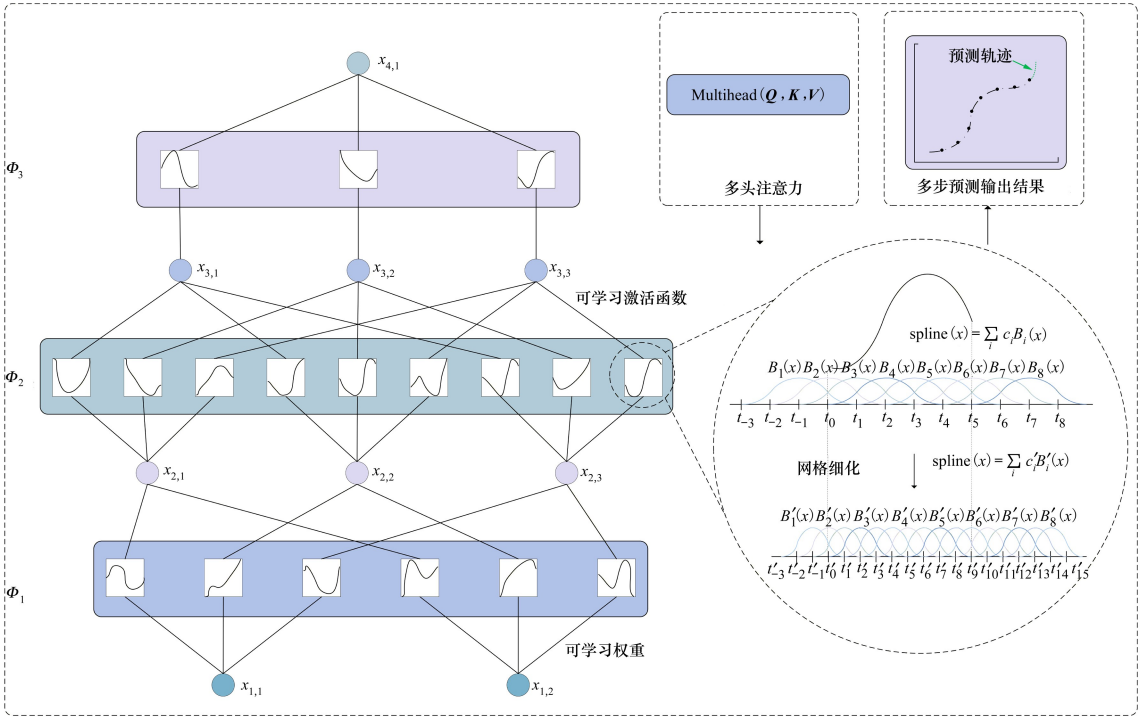 x4,1
Φ3
x3,1
x3,2
x3,3
可学习激活函数
Φ2
x2,1
x2,2
x2,3
Φ1
可学习权重
x1,1
x1,2
Multihead(Q,K,V)
多头注意力
预测轨迹
多步预测输出结果
spline(x)=∑i ciBi(x)
B1(x) B2(x) B3(x) B4(x) B5(x) B6(x) B7(x) B8(x)
t−3 t−2 t−1 t0 t1 t2 t3 t4 t5 t6 t7 t8
网格细化
spline(x)=∑i c′iB′i(x)
B′1(x) B′2(x) B′3(x) B′4(x) B′5(x) B′6(x) B′7(x) B′8(x)
t′−3 t′−2 t′−1 t′0 t′1 t′2 t′3 t′4 t′5 t′6 t′7 t′8 t′9 t′10 t′11 t′12 t′13 t′14 t′15